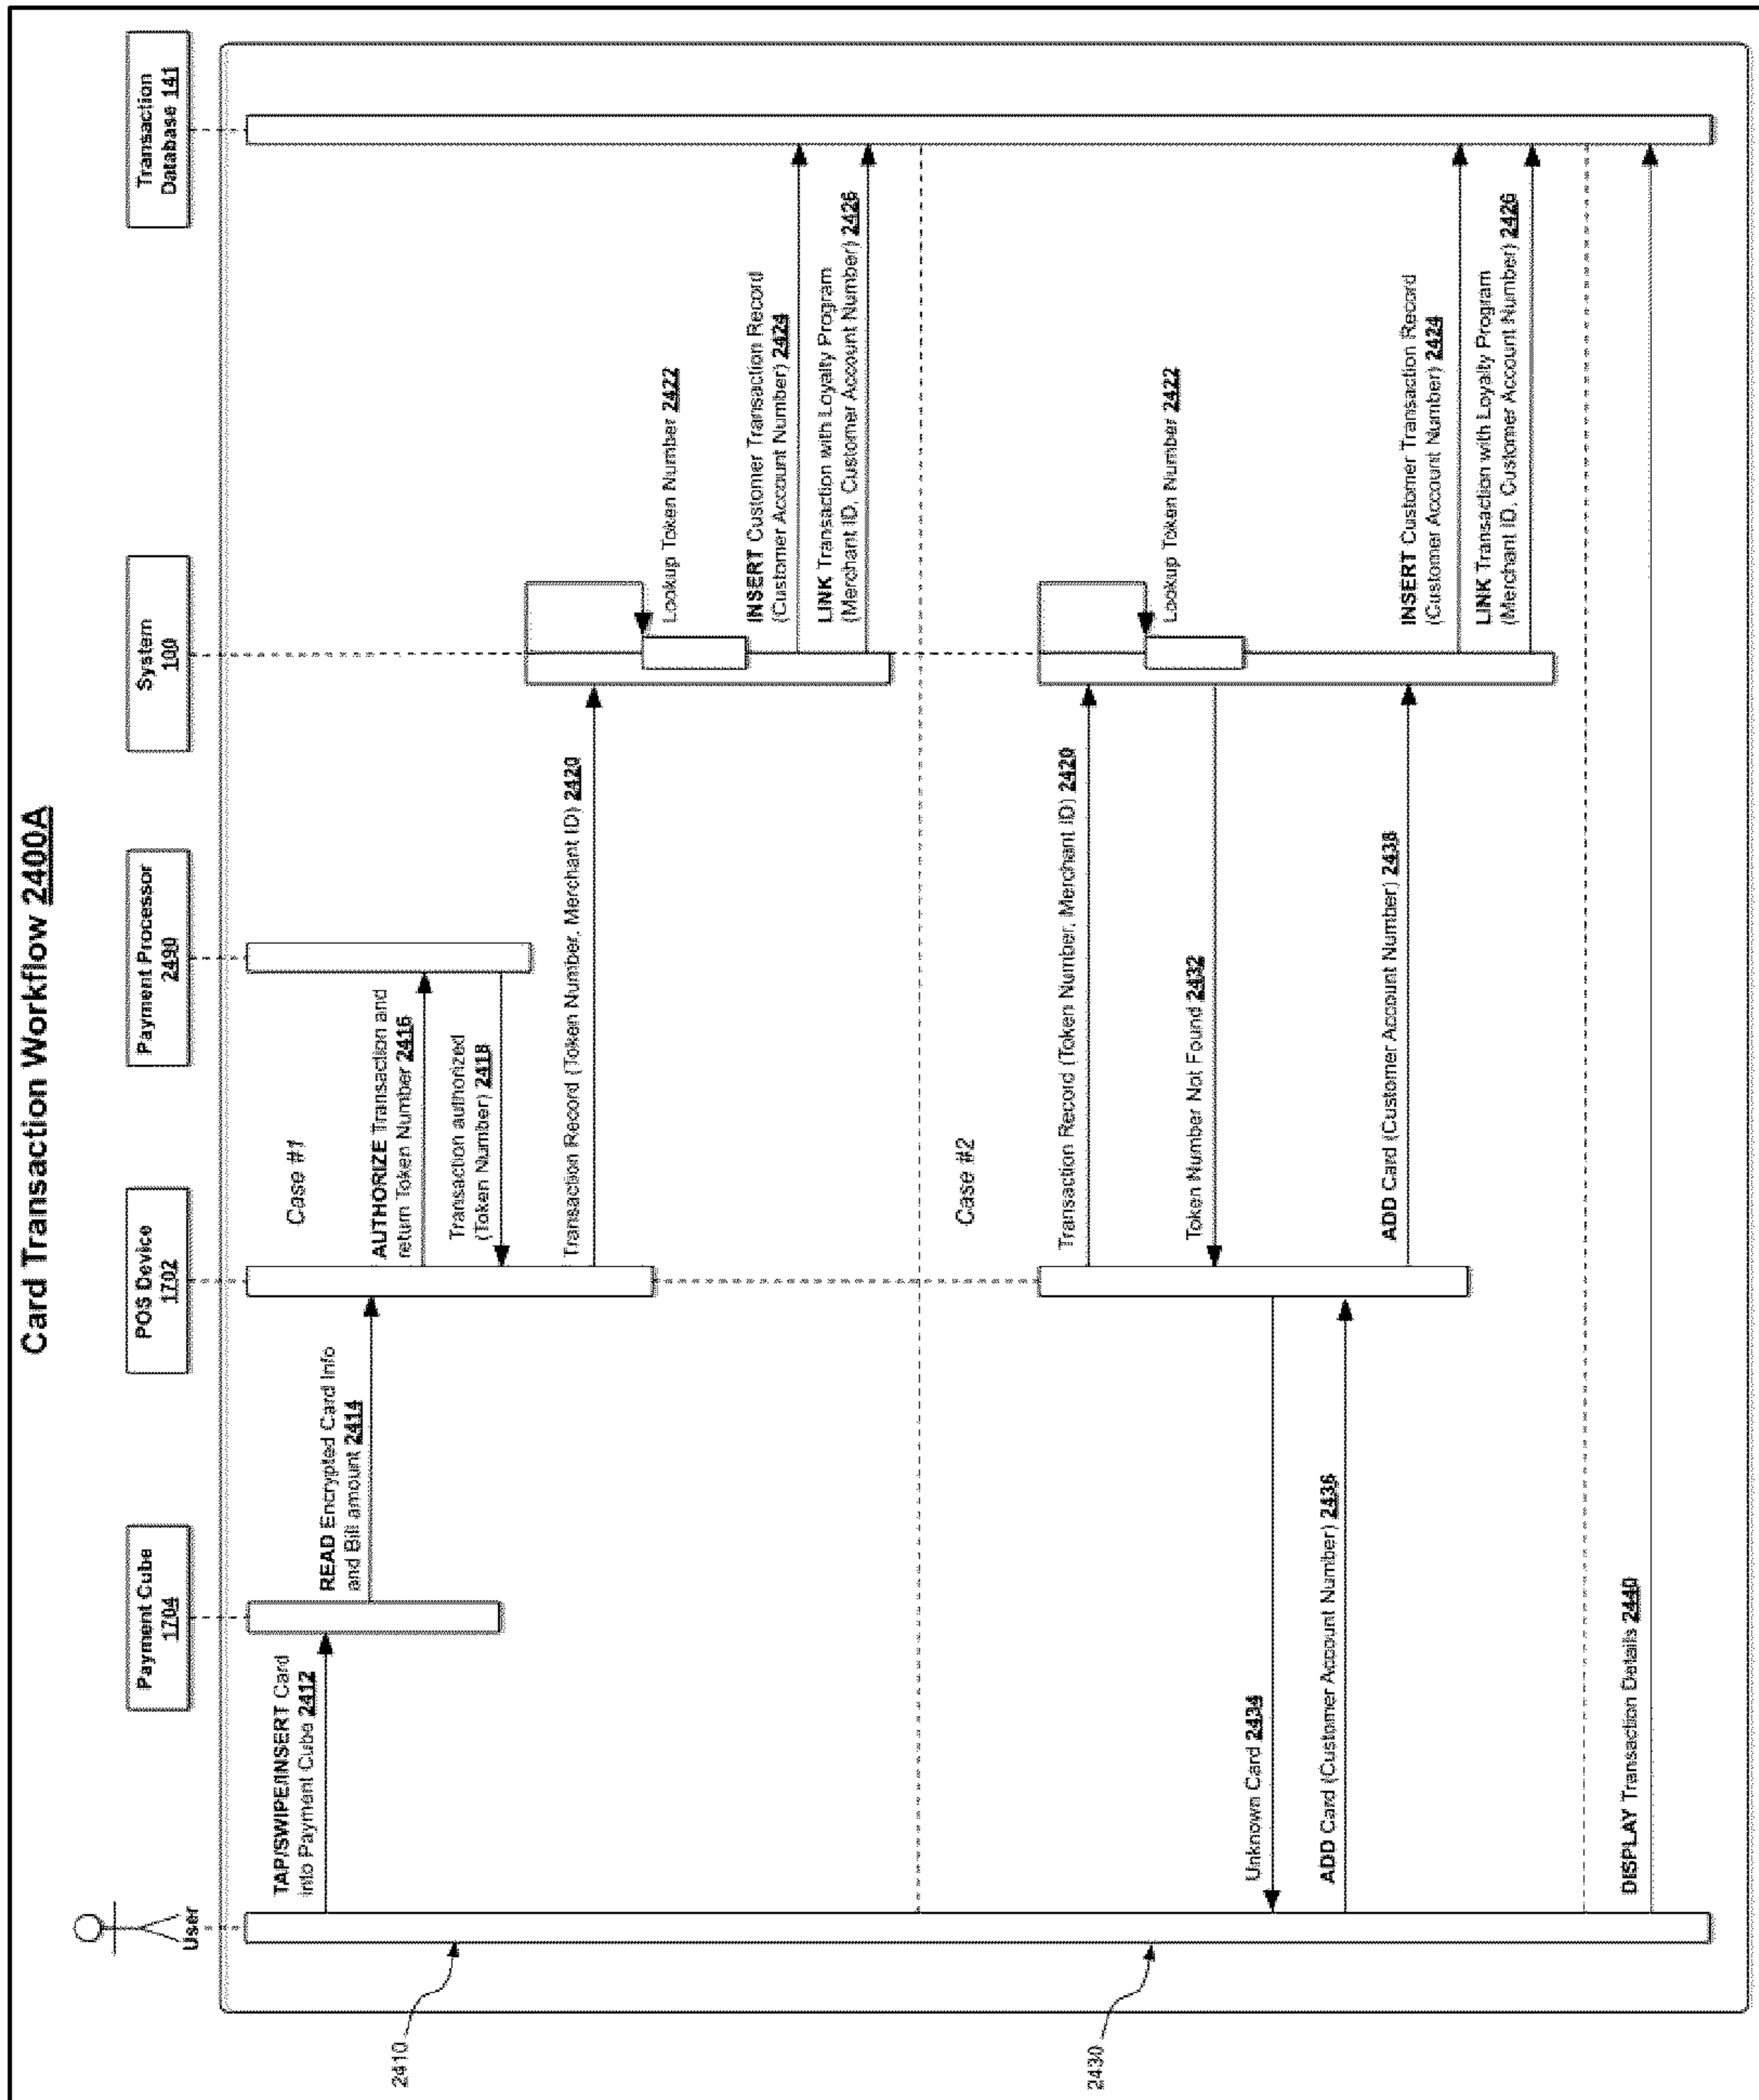 Card Transaction Workflow 2400A
User
Payment Cube
1704
POS Device
1702
Payment Processor
2490
System
100
Transaction
Database 141
2410
Case #1
TAP/SWIPE/INSERT Card
into Payment Cube 2412
READ Encrypted Card Info
and Bill amount 2414
AUTHORIZE Transaction and
return Token Number 2416
Transaction authorized
(Token Number) 2418
Transaction Record (Token Number, Merchant ID) 2420
Lookup Token Number 2422
INSERT Customer Transaction Record
(Customer Account Number) 2424
LINK Transaction with Loyalty Program
(Merchant ID, Customer Account Number) 2426
2430
Case #2
Transaction Record (Token Number, Merchant ID) 2420
Lookup Token Number 2422
Token Number Not Found 2432
Unknown Card 2434
ADD Card (Customer Account Number) 2436
ADD Card (Customer Account Number) 2438
INSERT Customer Transaction Record
(Customer Account Number) 2424
LINK Transaction with Loyalty Program
(Merchant ID, Customer Account Number) 2426
DISPLAY Transaction Details 2440